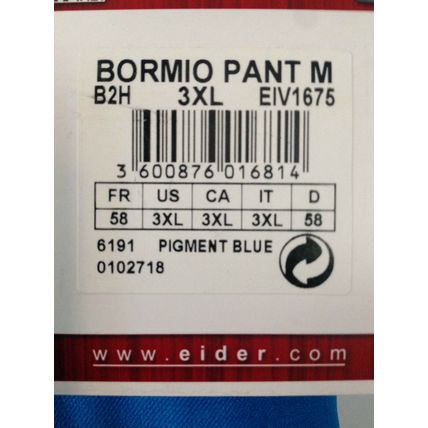 BORMIO PANT M
B2H 3XL EIV1675
3 600876 016814
FR US CA IT D
58 3XL 3XL 3XL 58
6191 PIGMENT BLUE
0102718
www.eider.com